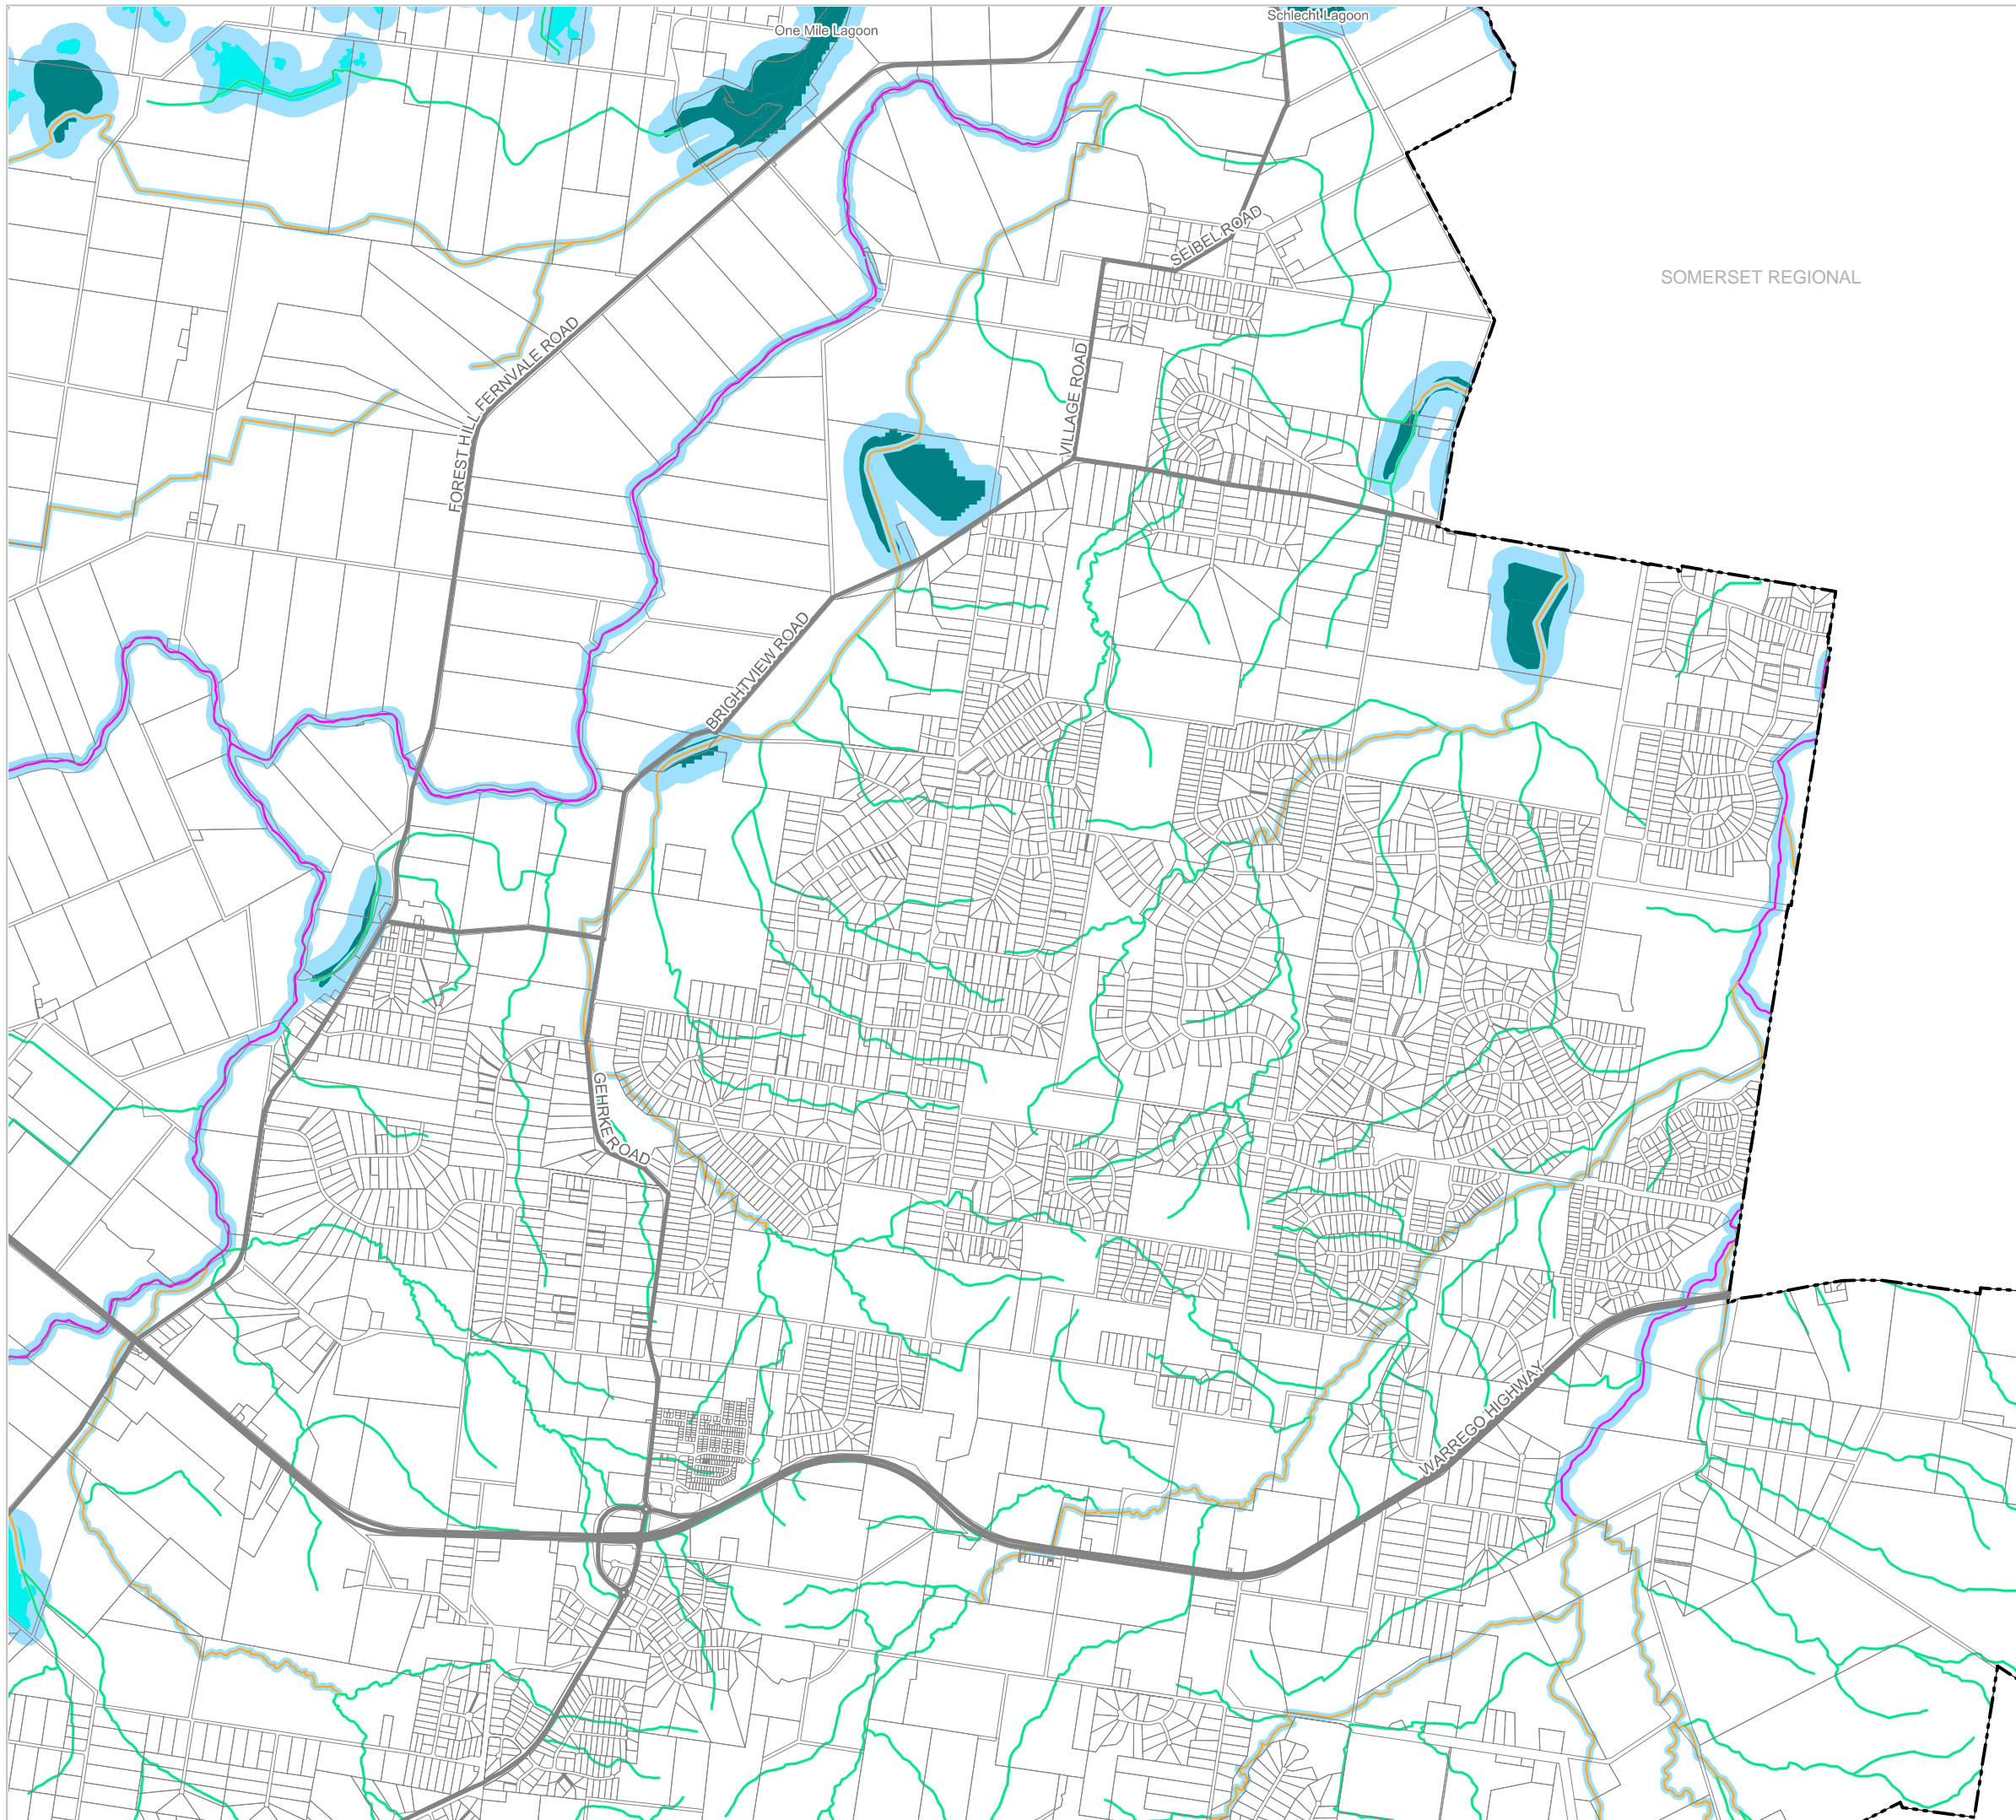 Schlecht Lagoon
One Mile Lagoon
SEIBEL ROAD
SOMERSET REGIONAL
FOREST HILL FERNVALE ROAD
VILLAGE ROAD
BRIGHTVIEW ROAD
GEHRKE ROAD
WARREGO HIGHWAY